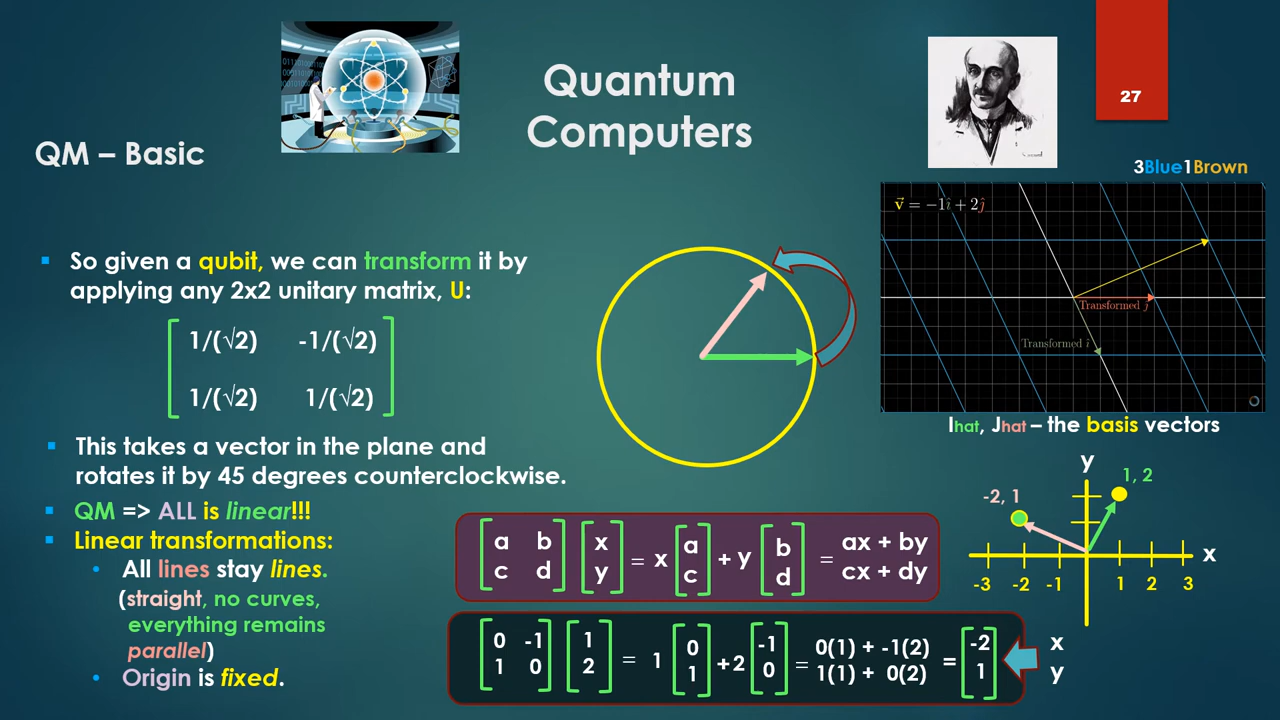 Quantum
Computers
27
QM – Basic
3Blue1Brown
v⃗ = −1î + 2ĵ
So given a qubit, we can transform it by
applying any 2x2 unitary matrix, U:
1/(√2) -1/(√2)
1/(√2) 1/(√2)
Transformed ĵ
Transformed î
This takes a vector in the plane and
rotates it by 45 degrees counterclockwise.
QM => ALL is linear!!!
Linear transformations:
All lines stay lines.
(straight, no curves,
everything remains
parallel)
Origin is fixed.
Ihat, Jhat – the basis vectors
y
1, 2
-2, 1
x
-3 -2 -1 1 2 3
a b x = x a + y b = ax + by
c d y c d cx + dy
0 -1 1 = 1 0 +2 -1 = 0(1) + -1(2) = -2
1 0 2 1 0 1(1) + 0(2) 1
x
y